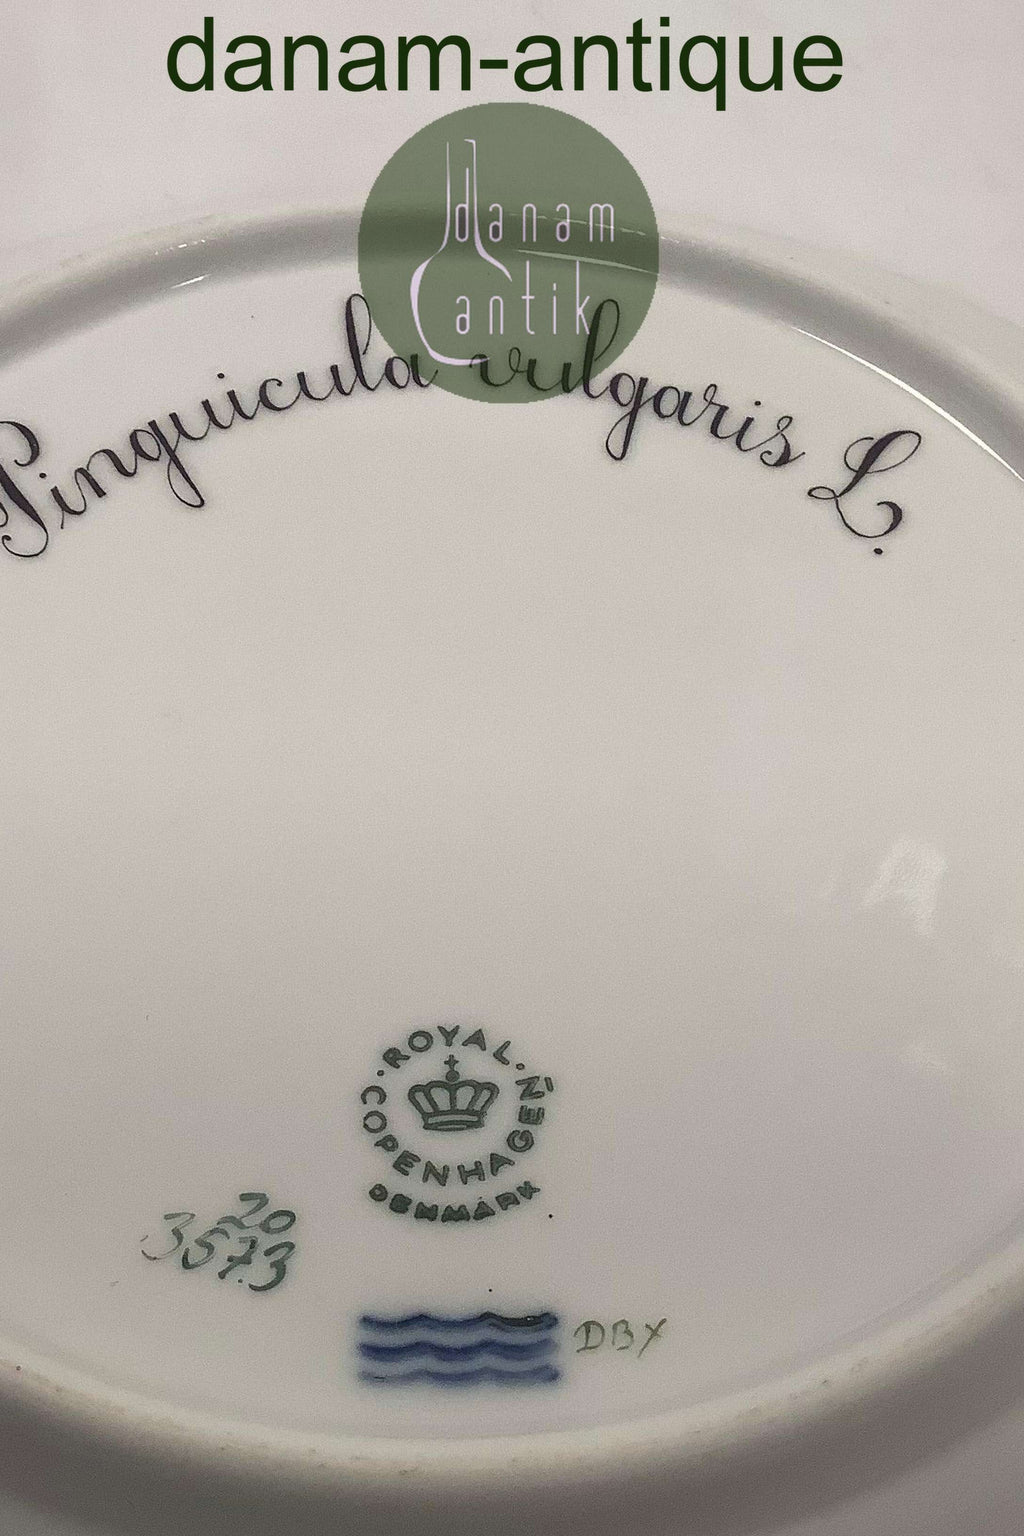 danam-antique
danam
antik
Pinguicula vulgaris L.
ROYAL.
COPENHAGEN
DENMARK
20
3573
DBX